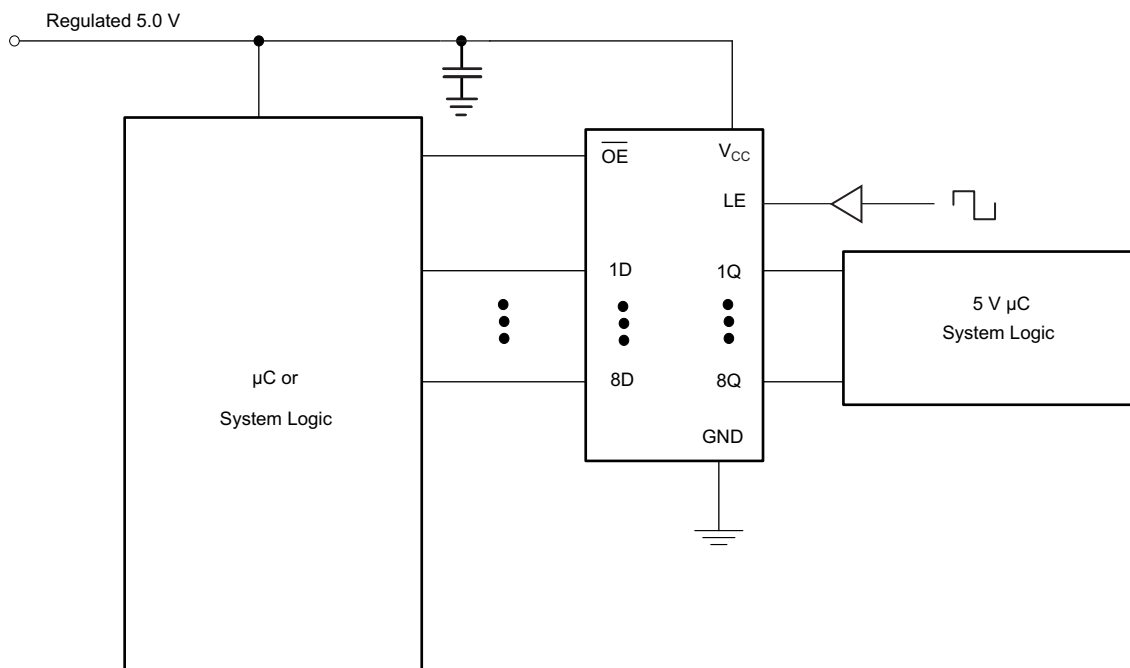 Regulated 5.0 V
OE
VCC
LE
1D
1Q
5 V µC
System Logic
8D
8Q
µC or
System Logic
GND